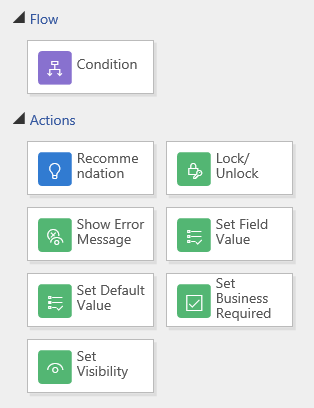 Flow
Condition
Actions
Recomme
ndation
Lock/
Unlock
Show Error
Message
Set Field
Value
Set Default
Value
Set
Business
Required
Set
Visibility